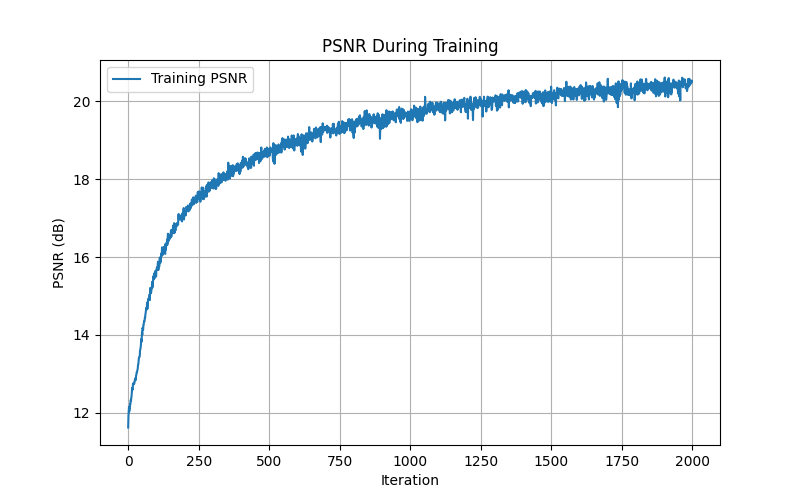 PSNR During Training
Training PSNR
PSNR (dB)
20
18
16
14
12
0 250 500 750 1000 1250 1500 1750 2000
Iteration